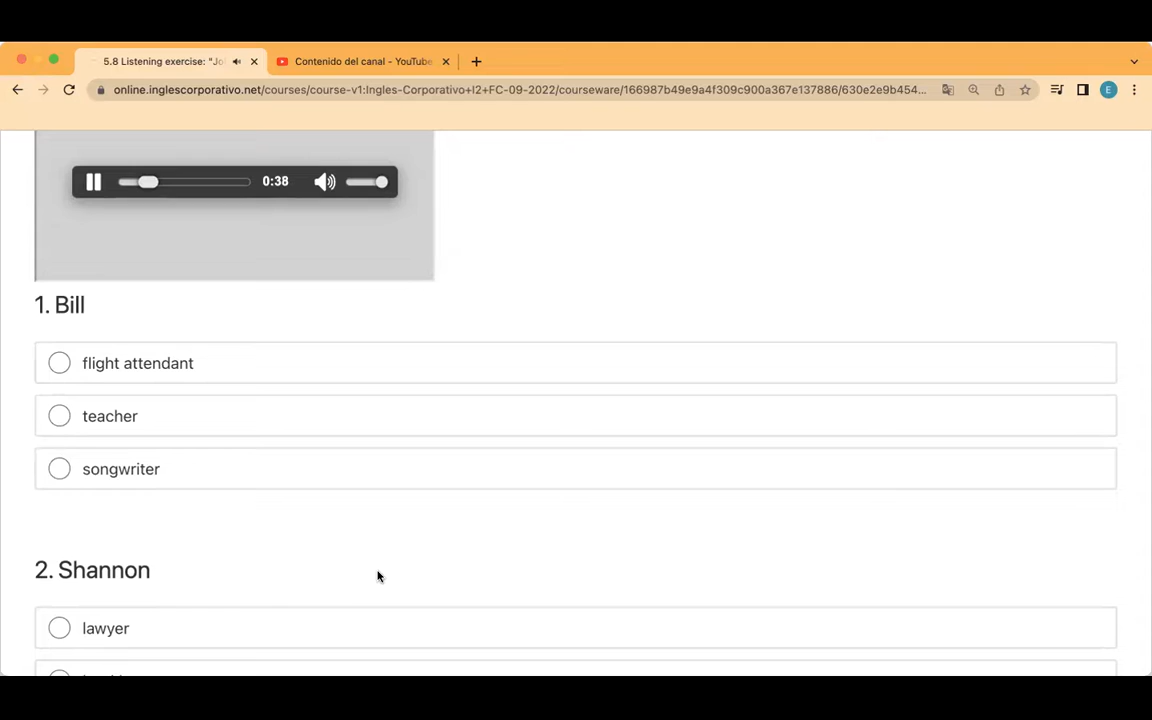 5.8 Listening exercise: "Jo
Contenido del canal - YouTube
online.inglescorporativo.net/courses/course-v1:Ingles-Corporativo+I2+FC-09-2022/courseware/166987b49e9a4f309c900a367e137886/630e2e9b454...
E
0:38
1. Bill
flight attendant
teacher
songwriter
2. Shannon
lawyer